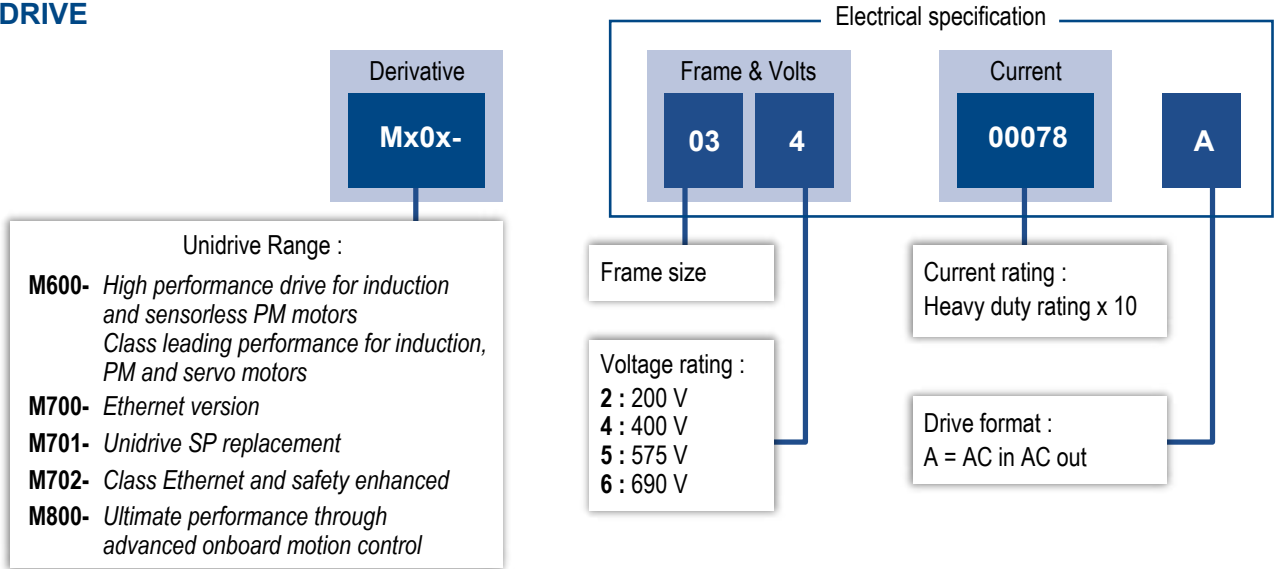 DRIVE
Electrical specification
Derivative
Mx0x-
Frame & Volts
03
4
Current
00078
A
Unidrive Range :
M600- High performance drive for induction
and sensorless PM motors
Class leading performance for induction,
PM and servo motors
M700- Ethernet version
M701- Unidrive SP replacement
M702- Class Ethernet and safety enhanced
M800- Ultimate performance through
advanced onboard motion control
Frame size
Voltage rating :
2 : 200 V
4 : 400 V
5 : 575 V
6 : 690 V
Current rating :
Heavy duty rating x 10
Drive format :
A = AC in AC out